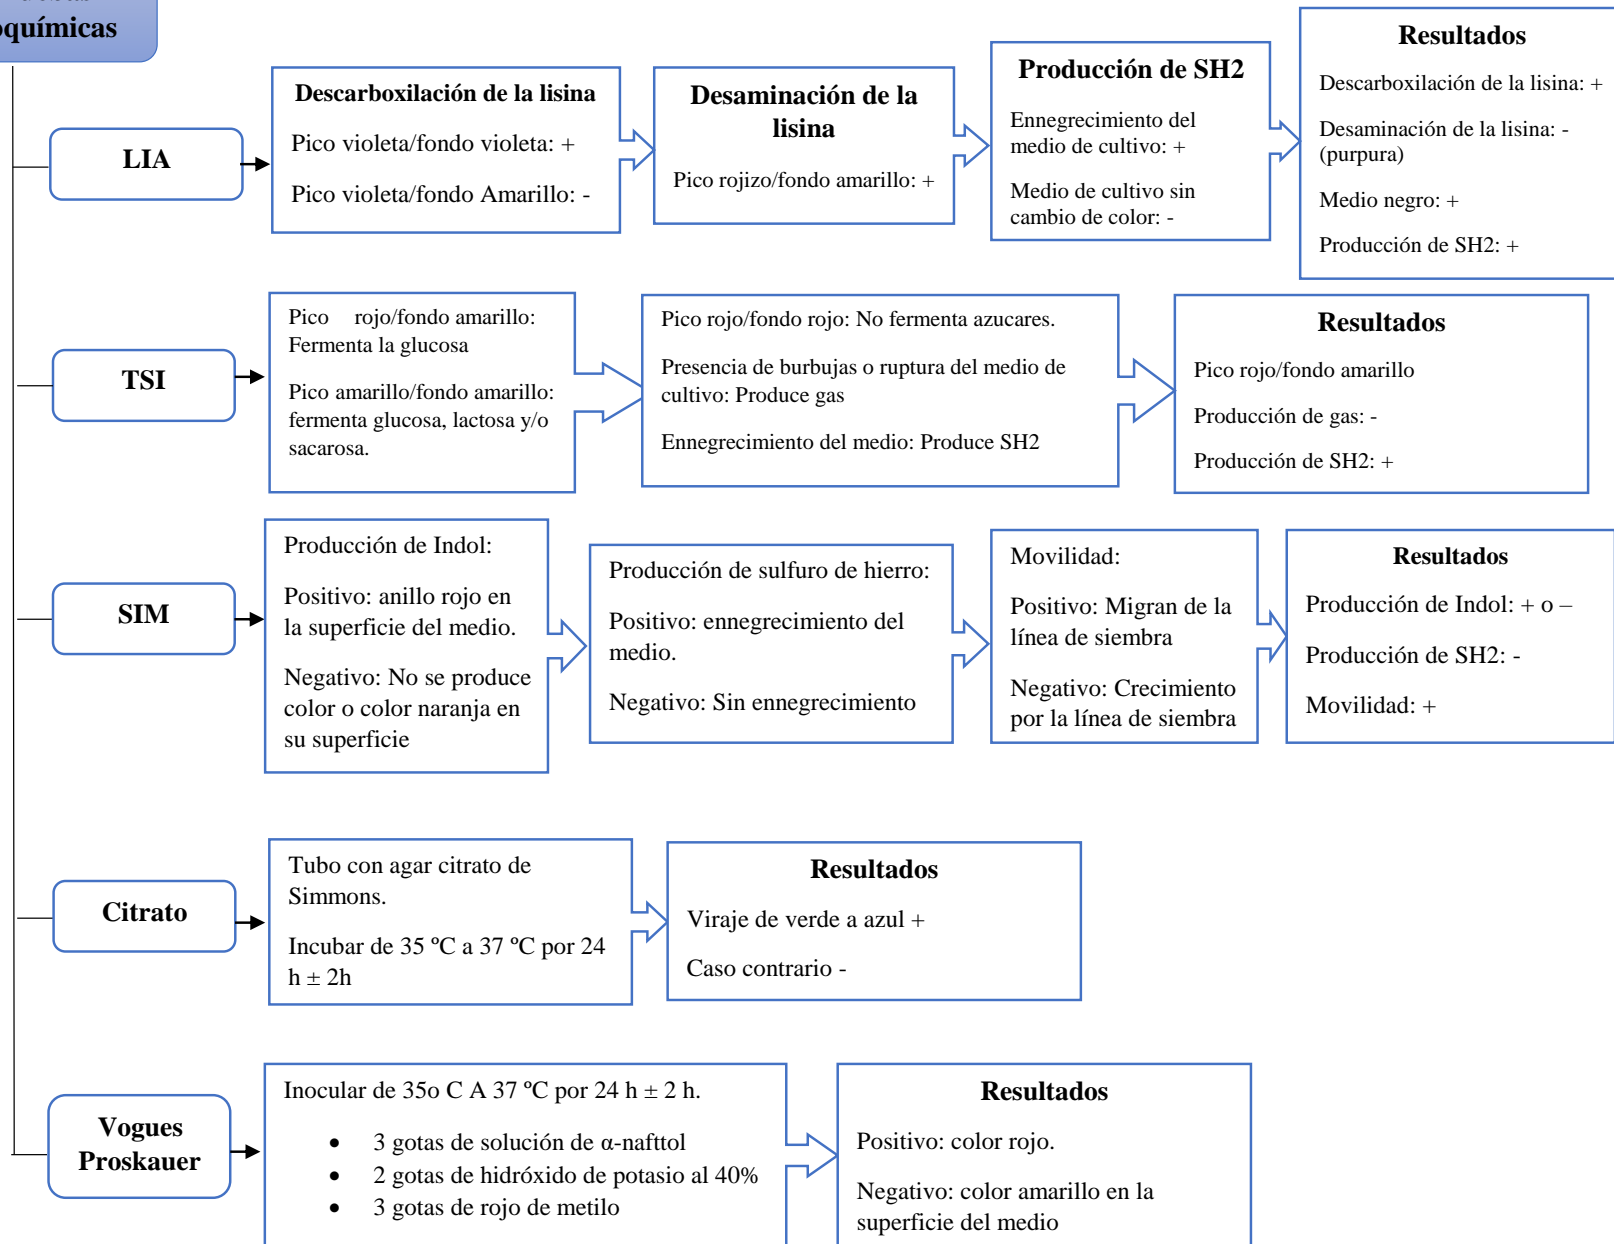 oquímicas
LIA
Descarboxilación de la lisina
Pico violeta/fondo violeta: +
Pico violeta/fondo Amarillo: -
Desaminación de la
lisina
Pico rojizo/fondo amarillo: +
Producción de SH2
Ennegrecimiento del
medio de cultivo: +
Medio de cultivo sin
cambio de color: -
Resultados
Descarboxilación de la lisina: +
Desaminación de la lisina: -
(purpura)
Medio negro: +
Producción de SH2: +
TSI
Pico rojo/fondo amarillo:
Fermenta la glucosa
Pico amarillo/fondo amarillo:
fermenta glucosa, lactosa y/o
sacarosa.
Pico rojo/fondo rojo: No fermenta azucares.
Presencia de burbujas o ruptura del medio de
cultivo: Produce gas
Ennegrecimiento del medio: Produce SH2
Resultados
Pico rojo/fondo amarillo
Producción de gas: -
Producción de SH2: +
SIM
Producción de Indol:
Positivo: anillo rojo en
la superficie del medio.
Negativo: No se produce
color o color naranja en
su superficie
Producción de sulfuro de hierro:
Positivo: ennegrecimiento del
medio.
Negativo: Sin ennegrecimiento
Movilidad:
Positivo: Migran de la
línea de siembra
Negativo: Crecimiento
por la línea de siembra
Resultados
Producción de Indol: + o –
Producción de SH2: -
Movilidad: +
Citrato
Tubo con agar citrato de
Simmons.
Incubar de 35 ºC a 37 ºC por 24
h ± 2h
Resultados
Viraje de verde a azul +
Caso contrario -
Vogues
Proskauer
Inocular de 35o C A 37 ºC por 24 h ± 2 h.
• 3 gotas de solución de α-nafttol
• 2 gotas de hidróxido de potasio al 40%
• 3 gotas de rojo de metilo
Resultados
Positivo: color rojo.
Negativo: color amarillo en la
superficie del medio